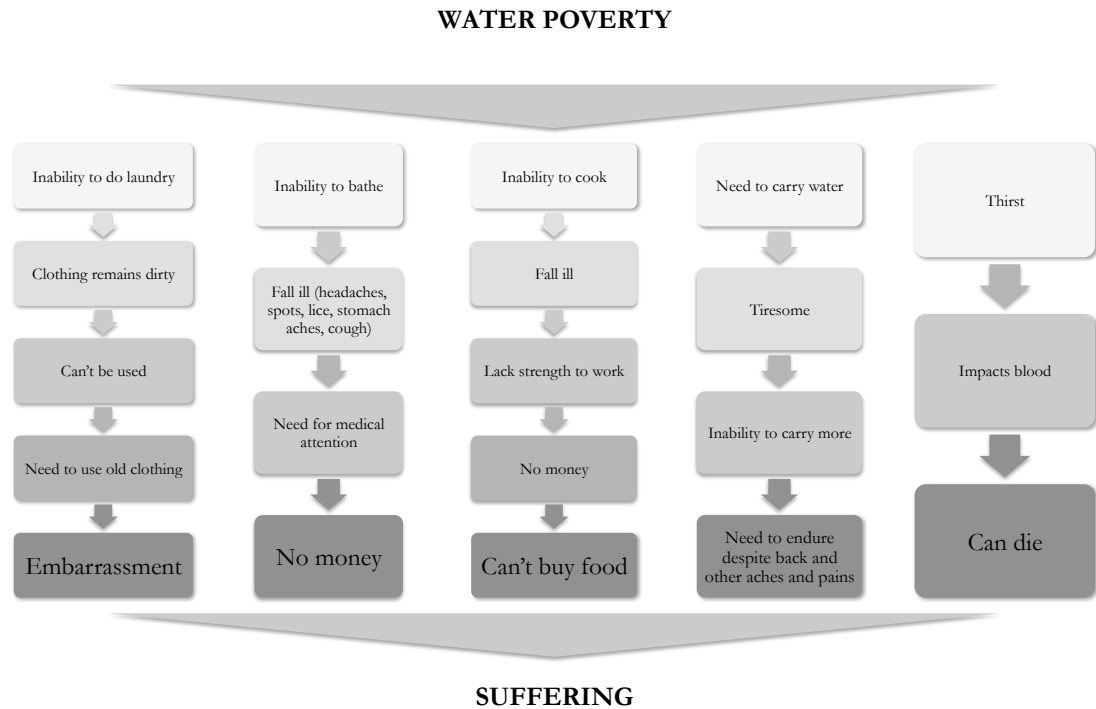 WATER POVERTY
Inability to do laundry
Clothing remains dirty
Can't be used
Need to use old clothing
Embarrassment
Inability to bathe
Fall ill (headaches,
spots, lice, stomach
aches, cough)
Need for medical
attention
No money
Inability to cook
Fall ill
Lack strength to work
No money
Can't buy food
Need to carry water
Tiresome
Inability to carry more
Need to endure
despite back and
other aches and pains
Thirst
Impacts blood
Can die
SUFFERING